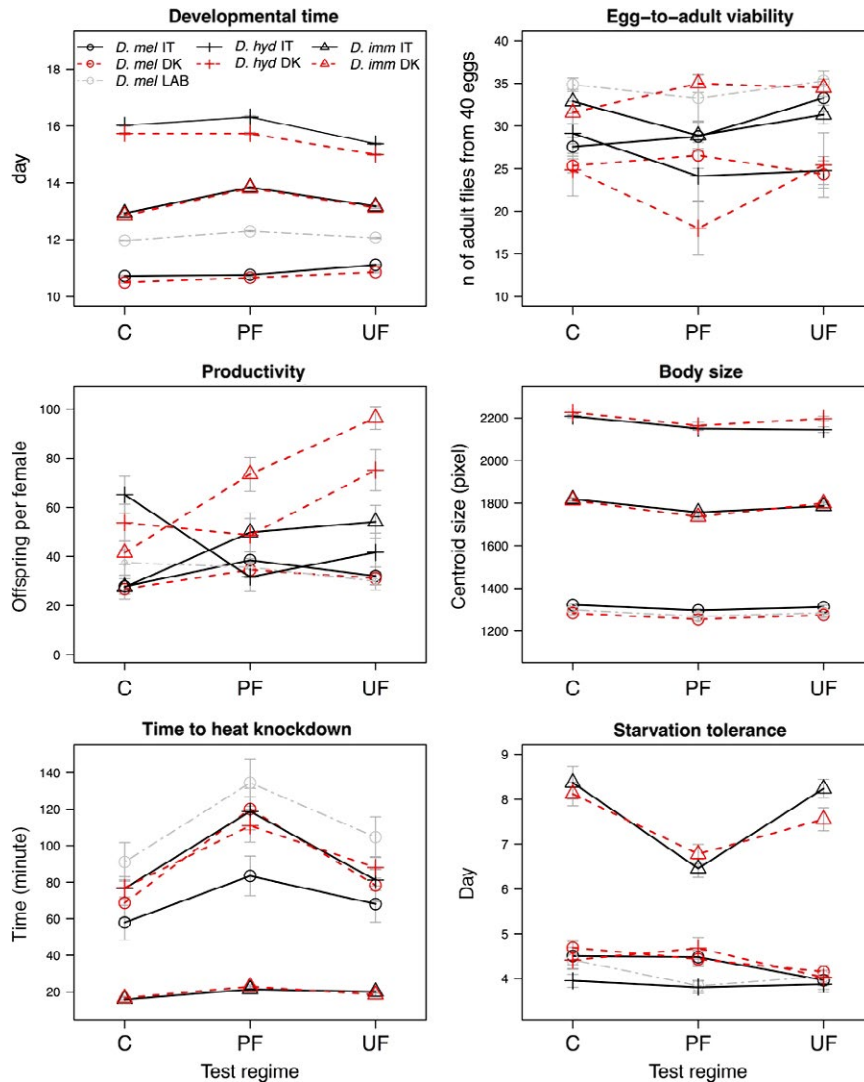 Developmental time
D. mel IT D. hyd IT D. imm IT
D. mel DK D. hyd DK D. imm DK
D. mel LAB
18
16
14
12
10
day
C PF UF
Egg−to−adult viability
40
35
30
25
20
15
10
n of adult flies from 40 eggs
C PF UF
Productivity
100
80
60
40
20
0
Offspring per female
C PF UF
Body size
2200
2000
1800
1600
1400
1200
Centroid size (pixel)
C PF UF
Time to heat knockdown
140
120
100
80
60
40
20
Time (minute)
C PF UF
Test regime
Starvation tolerance
9
8
7
6
5
4
Day
C PF UF
Test regime